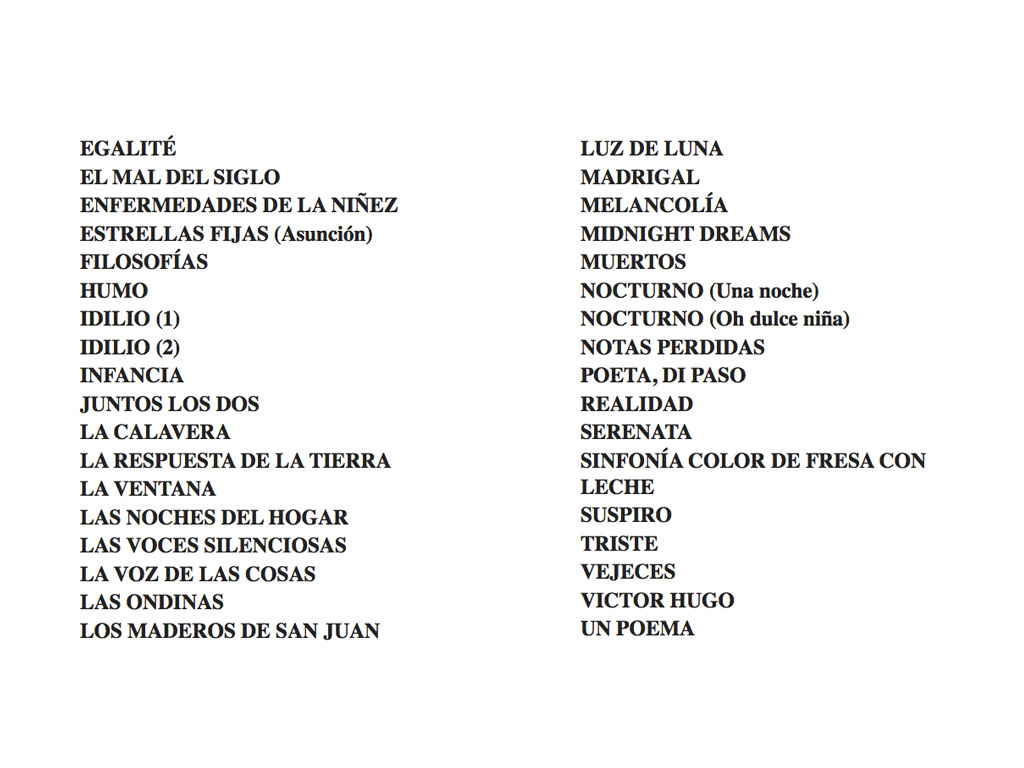 EGALITÉ
EL MAL DEL SIGLO
ENFERMEDADES DE LA NIÑEZ
ESTRELLAS FIJAS (Asunción)
FILOSOFÍAS
HUMO
IDILIO (1)
IDILIO (2)
INFANCIA
JUNTOS LOS DOS
LA CALAVERA
LA RESPUESTA DE LA TIERRA
LA VENTANA
LAS NOCHES DEL HOGAR
LAS VOCES SILENCIOSAS
LA VOZ DE LAS COSAS
LAS ONDINAS
LOS MADEROS DE SAN JUAN
LUZ DE LUNA
MADRIGAL
MELANCOLÍA
MIDNIGHT DREAMS
MUERTOS
NOCTURNO (Una noche)
NOCTURNO (Oh dulce niña)
NOTAS PERDIDAS
POETA, DI PASO
REALIDAD
SERENATA
SINFONÍA COLOR DE FRESA CON
LECHE
SUSPIRO
TRISTE
VEJECES
VICTOR HUGO
UN POEMA